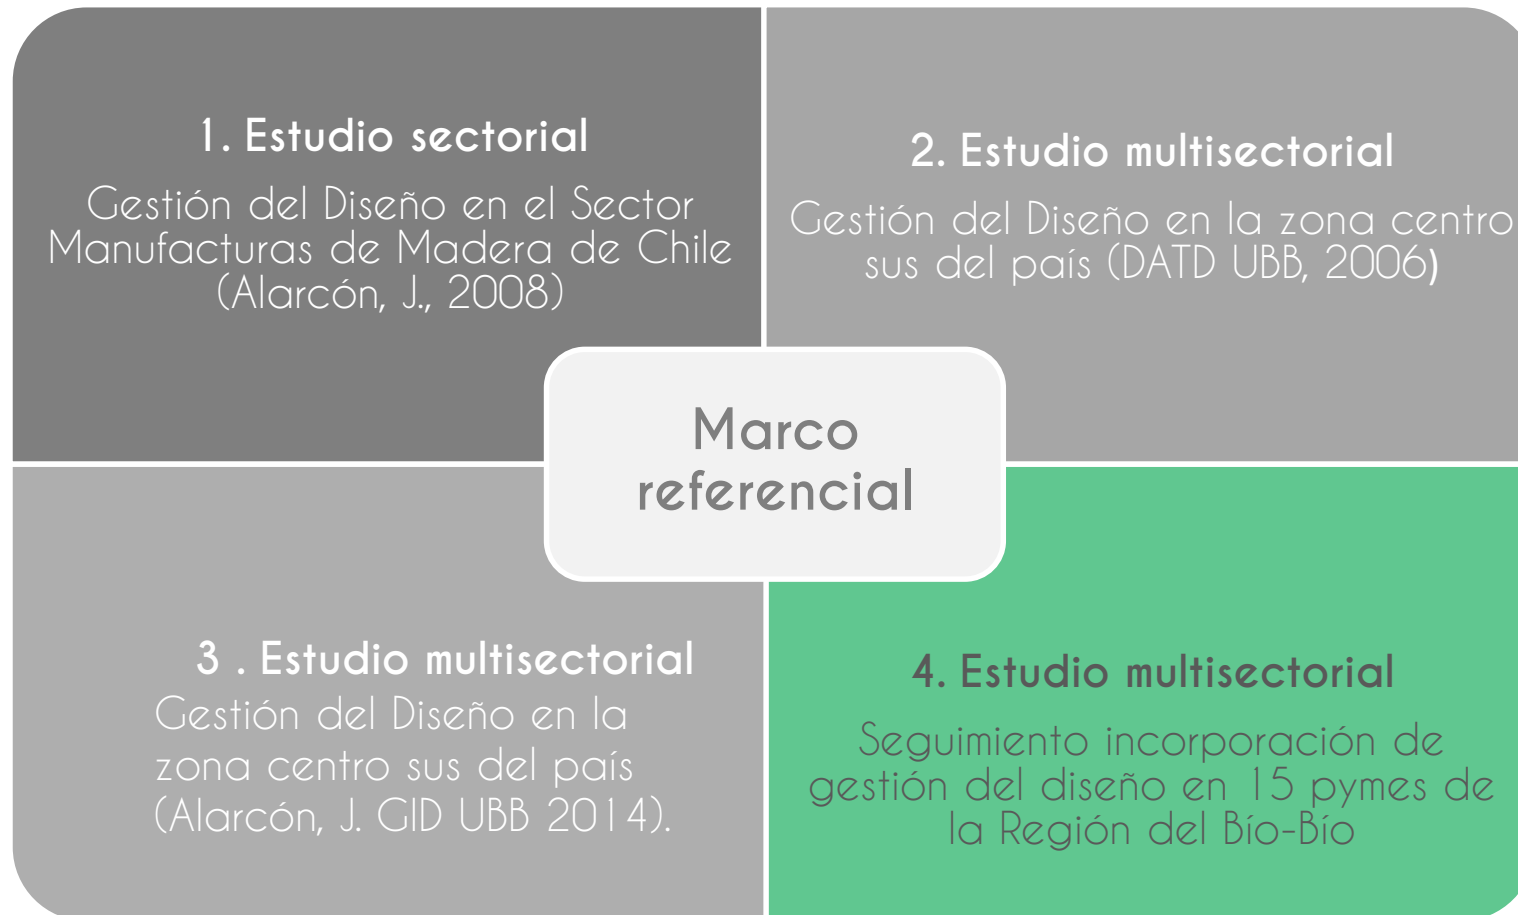 1. Estudio sectorial
Gestión del Diseño en el Sector
Manufacturas de Madera de Chile
(Alarcón, J., 2008)
2. Estudio multisectorial
Gestión del Diseño en la zona centro
sus del país (DATD UBB, 2006)
Marco
referencial
3 . Estudio multisectorial
Gestión del Diseño en la
zona centro sus del país
(Alarcón, J. GID UBB 2014).
4. Estudio multisectorial
Seguimiento incorporación de
gestión del diseño en 15 pymes de
la Región del Bío-Bío